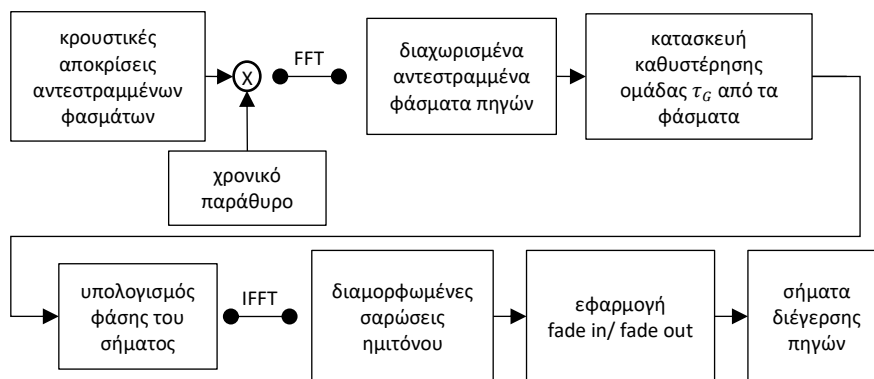 κρουστικές
αποκρίσεις
αντεστραμμένων
φασμάτων
X
FFT
διαχωρισμένα
αντεστραμμένα
φάσματα πηγών
κατασκευή
καθυστέρησης
ομάδας τ_G από τα
φάσματα
χρονικό
παράθυρο
υπολογισμός
φάσης του
σήματος
IFFT
διαμορφωμένες
σαρώσεις
ημιτόνου
εφαρμογή
fade in/ fade out
σήματα
διέγερσης
πηγών